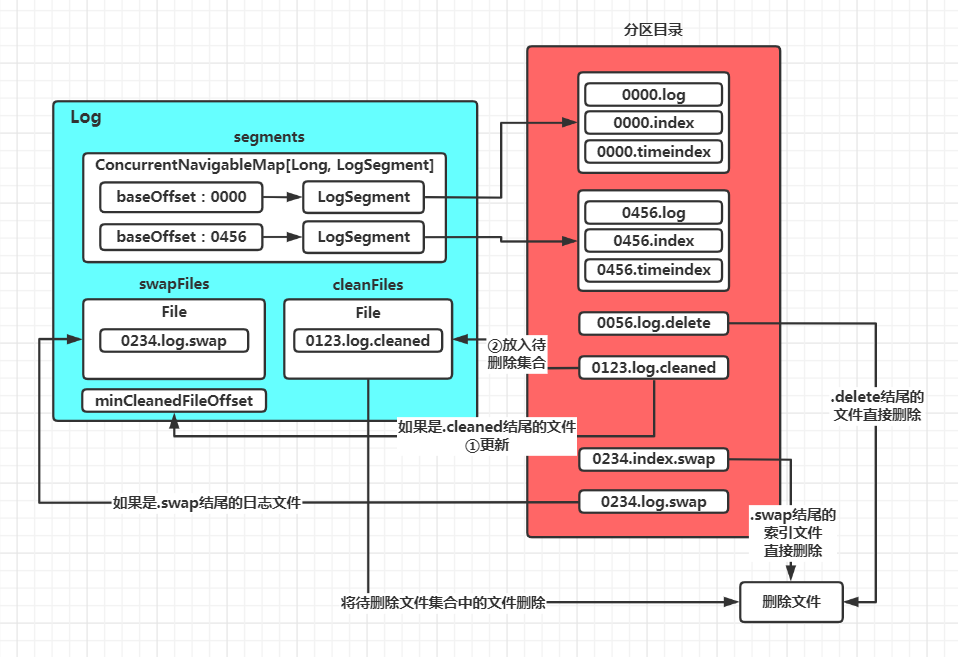 分区目录
Log
segments
ConcurrentNavigableMap[Long, LogSegment]
baseOffset：0000
LogSegment
baseOffset：0456
LogSegment
swapFiles
File
0234.log.swap
cleanFiles
File
0123.log.cleaned
minCleanedFileOffset
0000.log
0000.index
0000.timeindex
0456.log
0456.index
0456.timeindex
0056.log.delete
0123.log.cleaned
0234.index.swap
0234.log.swap
②放入待
删除集合
如果是.cleaned结尾的文件
①更新
如果是.swap结尾的日志文件
.delete结尾的
文件直接删除
.swap结尾的
索引文件
直接删除
将待删除文件集合中的文件删除
删除文件